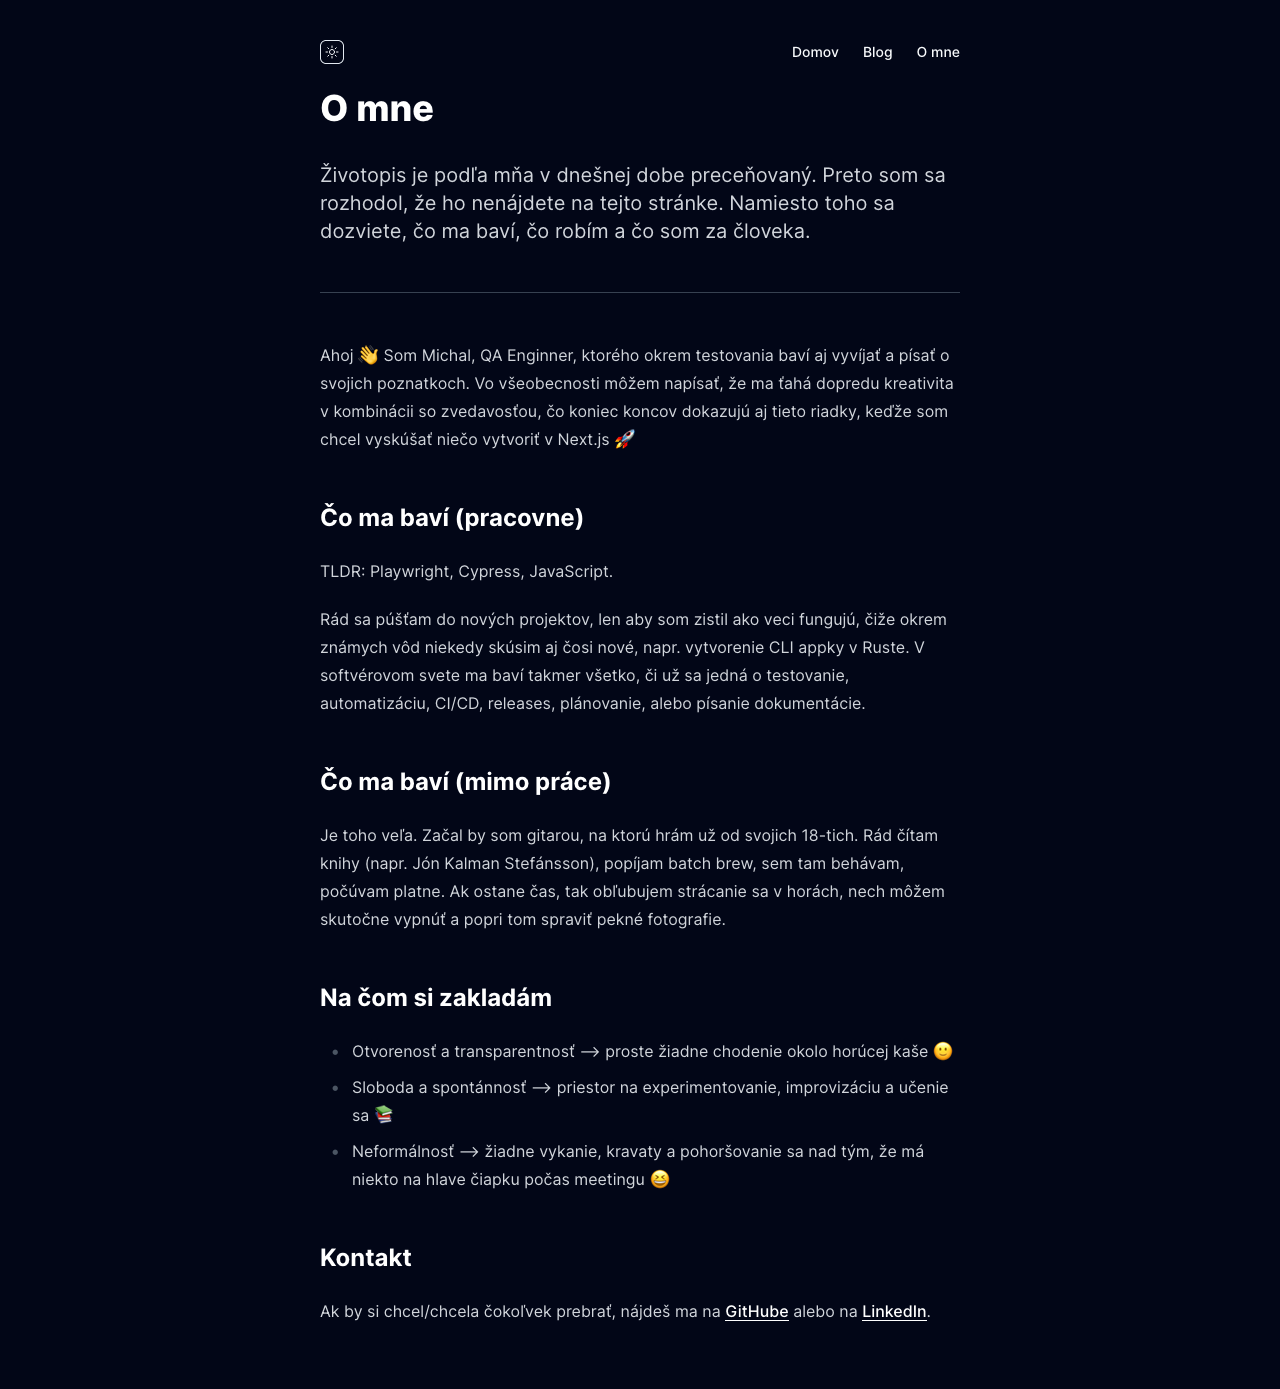 Domov Blog O mne
O mne
Životopis je podľa mňa v dnešnej dobe preceňovaný. Preto som sa
rozhodol, že ho nenájdete na tejto stránke. Namiesto toho sa
dozviete, čo ma baví, čo robím a čo som za človeka.
Ahoj 👋 Som Michal, QA Enginner, ktorého okrem testovania baví aj vyvíjať a písať o
svojich poznatkoch. Vo všeobecnosti môžem napísať, že ma ťahá dopredu kreativita
v kombinácii so zvedavosťou, čo koniec koncov dokazujú aj tieto riadky, keďže som
chcel vyskúšať niečo vytvoriť v Next.js 🚀
Čo ma baví (pracovne)
TLDR: Playwright, Cypress, JavaScript.
Rád sa púšťam do nových projektov, len aby som zistil ako veci fungujú, čiže okrem
známych vôd niekedy skúsim aj čosi nové, napr. vytvorenie CLI appky v Ruste. V
softvérovom svete ma baví takmer všetko, či už sa jedná o testovanie,
automatizáciu, CI/CD, releases, plánovanie, alebo písanie dokumentácie.
Čo ma baví (mimo práce)
Je toho veľa. Začal by som gitarou, na ktorú hrám už od svojich 18-tich. Rád čítam
knihy (napr. Jón Kalman Stefánsson), popíjam batch brew, sem tam behávam,
počúvam platne. Ak ostane čas, tak obľubujem strácanie sa v horách, nech môžem
skutočne vypnúť a popri tom spraviť pekné fotografie.
Na čom si zakladám
• Otvorenosť a transparentnosť —> proste žiadne chodenie okolo horúcej kaše 🙂
• Sloboda a spontánnosť —> priestor na experimentovanie, improvizáciu a učenie
sa 📚
• Neformálnosť —> žiadne vykanie, kravaty a pohoršovanie sa nad tým, že má
niekto na hlave čiapku počas meetingu 😆
Kontakt
Ak by si chcel/chcela čokoľvek prebrať, nájdeš ma na GitHube alebo na LinkedIn.